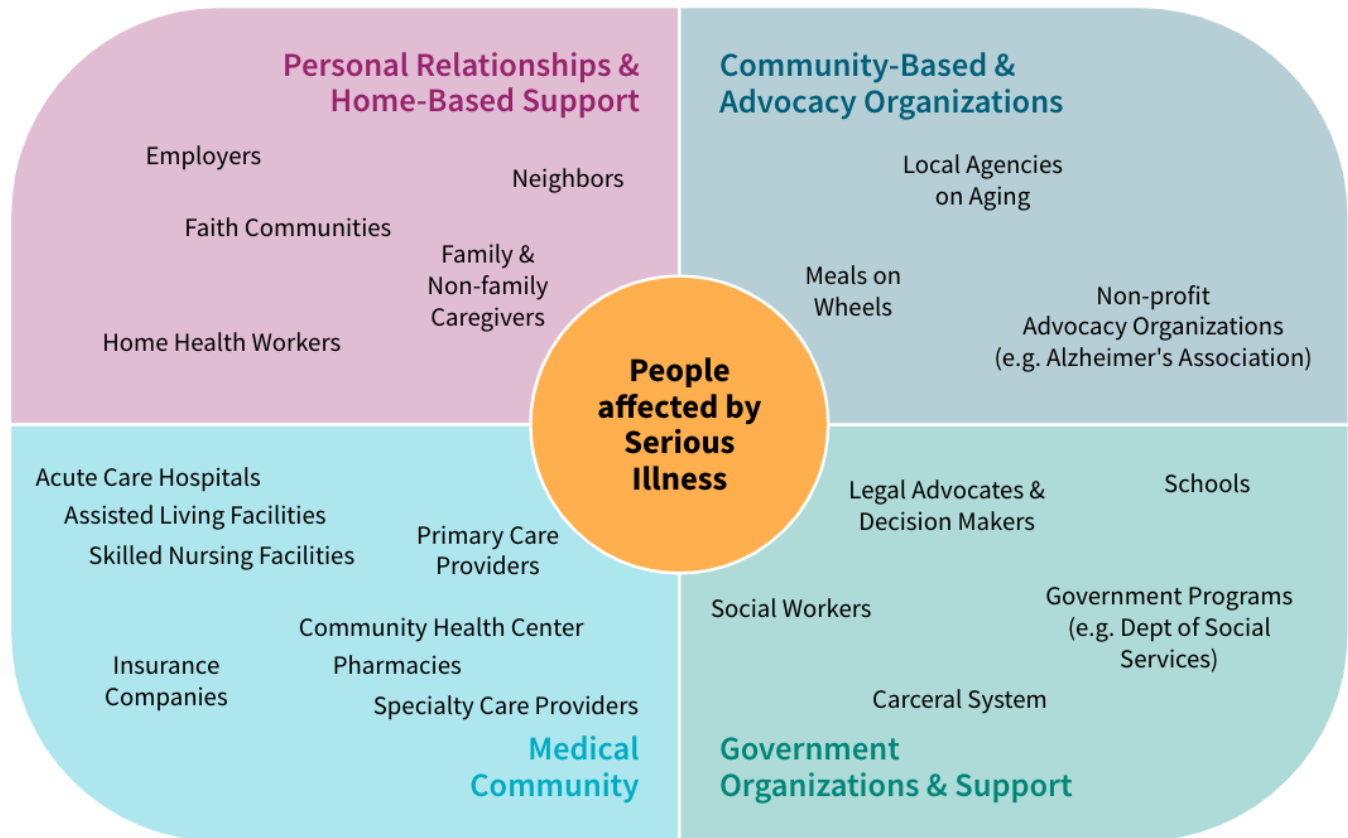 Personal Relationships &
Home-Based Support
Employers
Neighbors
Faith Communities
Family &
Non-family
Caregivers
Home Health Workers
Community-Based &
Advocacy Organizations
Local Agencies
on Aging
Meals on
Wheels
Non-profit
Advocacy Organizations
(e.g. Alzheimer's Association)
People
affected by
Serious
Illness
Acute Care Hospitals
Assisted Living Facilities
Skilled Nursing Facilities
Primary Care
Providers
Community Health Center
Insurance
Companies
Pharmacies
Specialty Care Providers
Medical
Community
Legal Advocates &
Decision Makers
Schools
Social Workers
Government Programs
(e.g. Dept of Social
Services)
Carceral System
Government
Organizations & Support